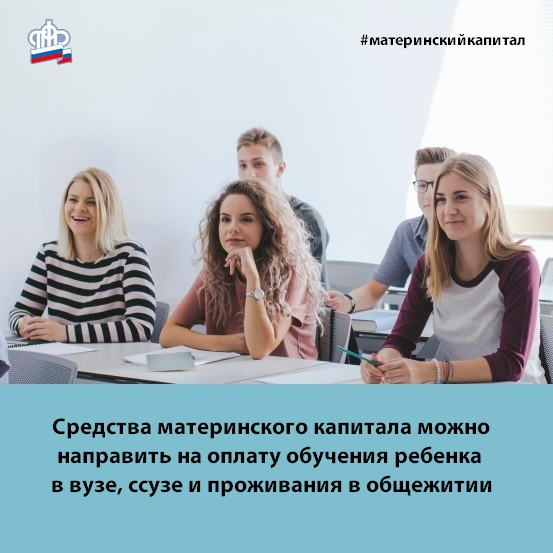 #материнскийкапитал
Средства материнского капитала можно
направить на оплату обучения ребенка
в вузе, ссузе и проживания в общежитии